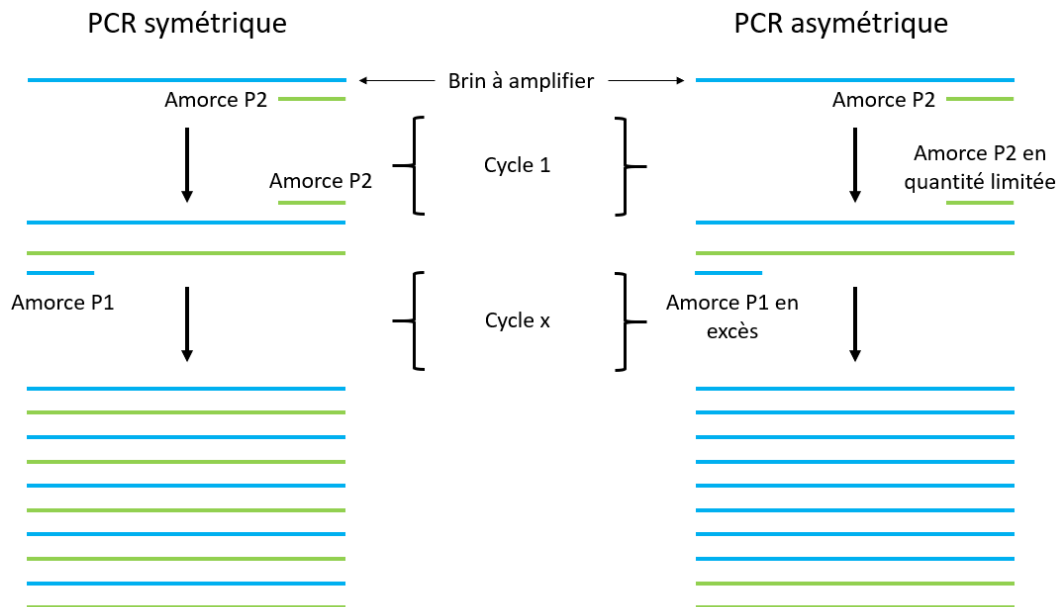 PCR symétrique
PCR asymétrique
Brin à amplifier
Amorce P2
Amorce P2
Cycle 1
Amorce P2
Amorce P2 en
quantité limitée
Amorce P1
Cycle x
Amorce P1 en
excès